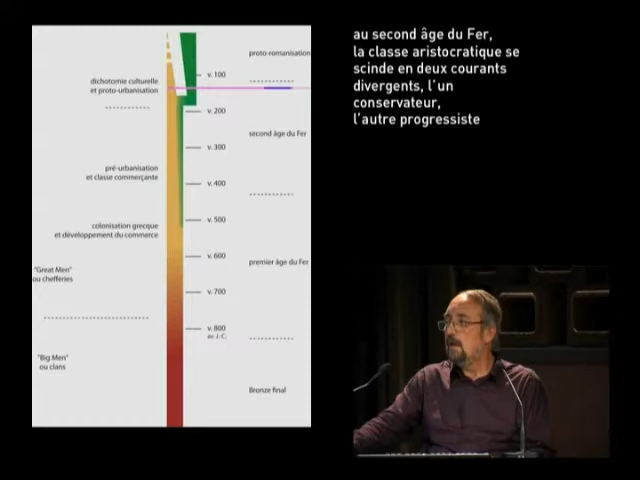 proto-romanisation
v. 100
dichotomie culturelle
et proto-urbanisation
v. 200
second âge du Fer
v. 300
pré-urbanisation
et classe commerçante
v. 400
v. 500
colonisation grecque
et développement du commerce
v. 600
premier âge du Fer
"Great Men"
ou chefferies
v. 700
v. 800
av. J.-C.
"Big Men"
ou clans
Bronze final
au second âge du Fer,
la classe aristocratique se
scinde en deux courants
divergents, l'un
conservateur,
l'autre progressiste